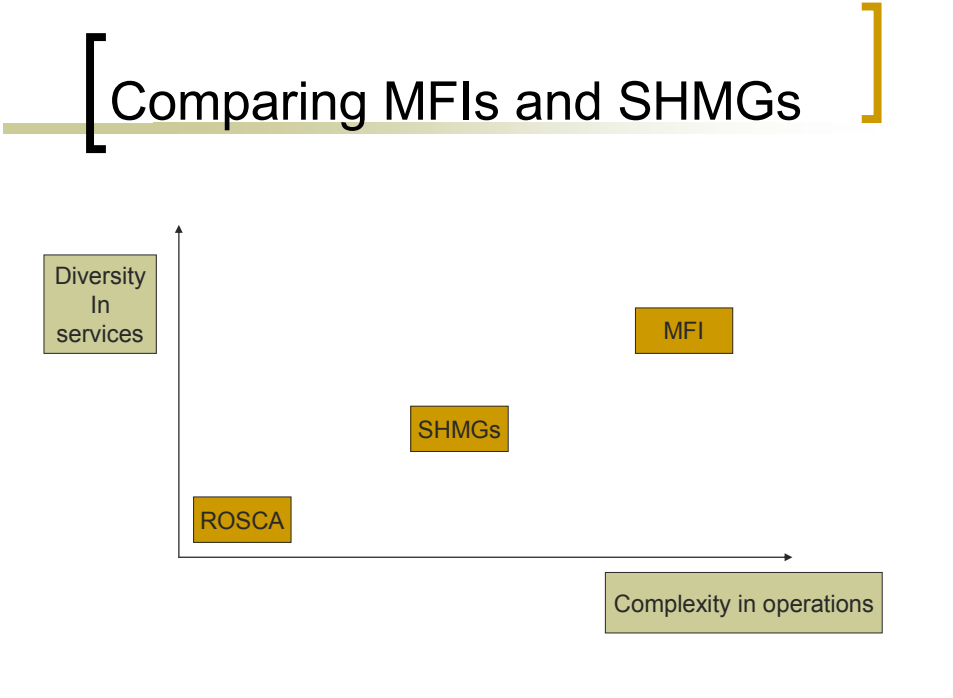 Comparing MFIs and SHMGs
Diversity
In
services
MFI
SHMGs
ROSCA
Complexity in operations